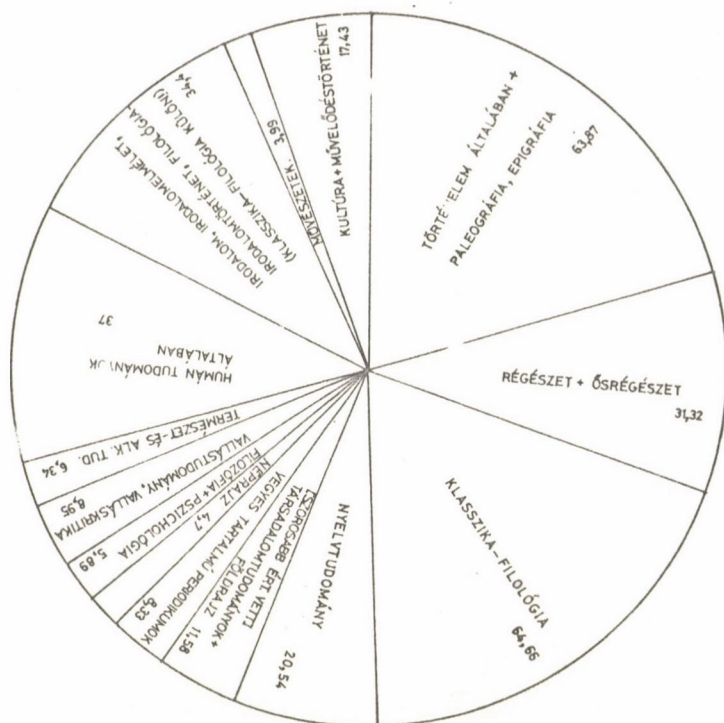 TÖRTÉNELEM ÁLTALÁBAN +
PALEOGRÁFIA, EPIGRÁFIA
63,87
RÉGÉSZET + ŐSRÉGÉSZET
31,32
KLASSZIKA-FILOLÓGIA
64,66
NYELVTUDOMÁNY
20,54
(SZOROSABB ÉRT. VETT)
TÁRSADALOMTUDOMÁNYOK +
FÖLDRAJZ
11,58
VEGYES TARTALMÚ PERIODIKUMOK
8,33
NÉPRAJZ 4,7
FILOZÓFIA + PSZICHOLÓGIA
5,89
VALLÁSTUDOMÁNY, VALLÁSKRITIKA
8,95
TERMÉSZET- ÉS ALK. TUD. 6,34
HUMÁN TUDOMÁNYOK
ÁLTALÁBAN
37
IRODALOM, IRODALOMELMÉLET,
IRODALOMTÖRTÉNET, FILOLÓGIA
(KLASSZIKA-FILOLÓGIA KÜLÖN!)
34,4
MŰVÉSZETEK. 3,99
KULTÚRA + MŰVELŐDÉSTÖRTÉNET
17,43